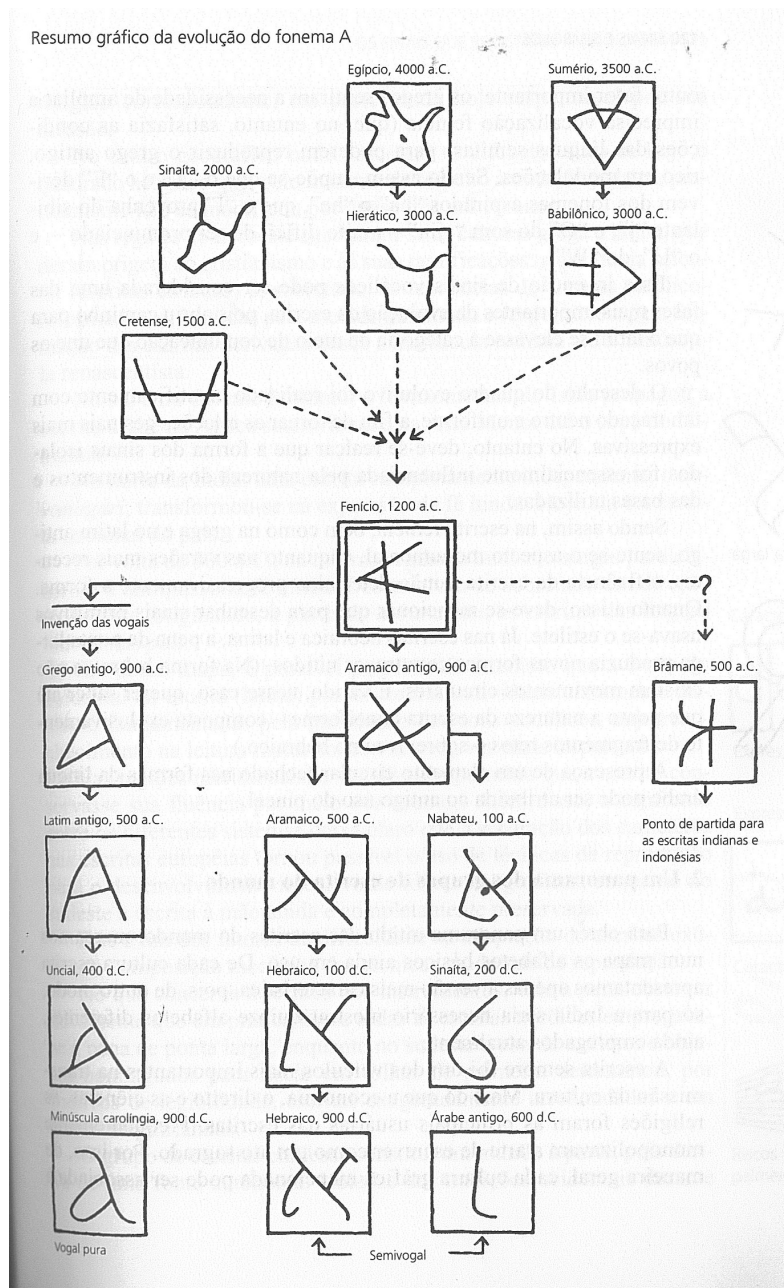 Resumo gráfico da evolução do fonema A
Egípcio, 4000 a.C.
Sumério, 3500 a.C.
Sinaíta, 2000 a.C.
Hierático, 3000 a.C.
Babilônico, 3000 a.C.
Cretense, 1500 a.C.
Fenício, 1200 a.C.
?
Invenção das vogais
Grego antigo, 900 a.C.
Aramaico antigo, 900 a.C.
Brâmane, 500 a.C.
Latim antigo, 500 a.C.
Aramaico, 500 a.C.
Nabateu, 100 a.C.
Ponto de partida para
as escritas indianas e
indonésias
Uncial, 400 d.C.
Hebraico, 100 d.C.
Sinaíta, 200 d.C.
Minúscula carolíngia, 900 d.C.
Hebraico, 900 d.C.
Árabe antigo, 600 d.C.
Vogal pura
Semivogal